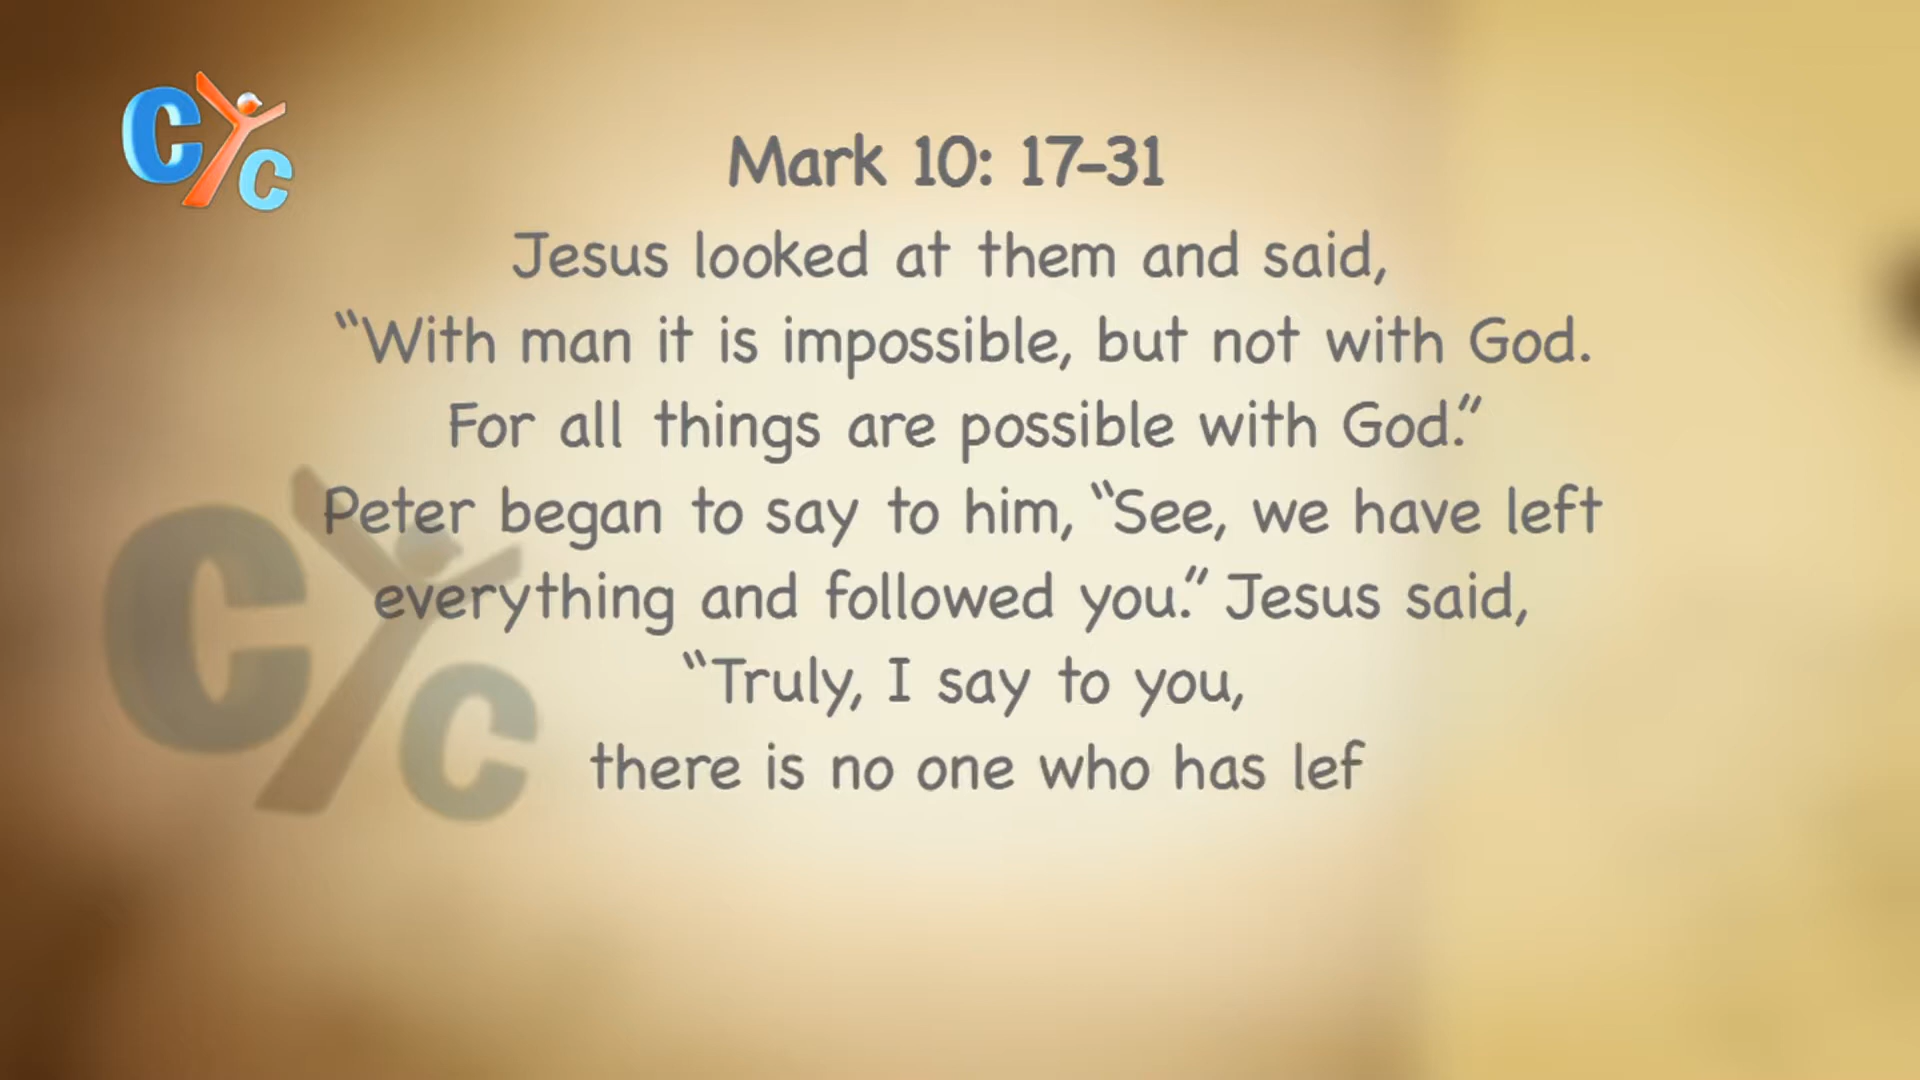 CYC
Mark 10: 17-31
Jesus looked at them and said,
“With man it is impossible, but not with God.
For all things are possible with God.”
Peter began to say to him, “See, we have left
everything and followed you.” Jesus said,
“Truly, I say to you,
there is no one who has lef
CYC